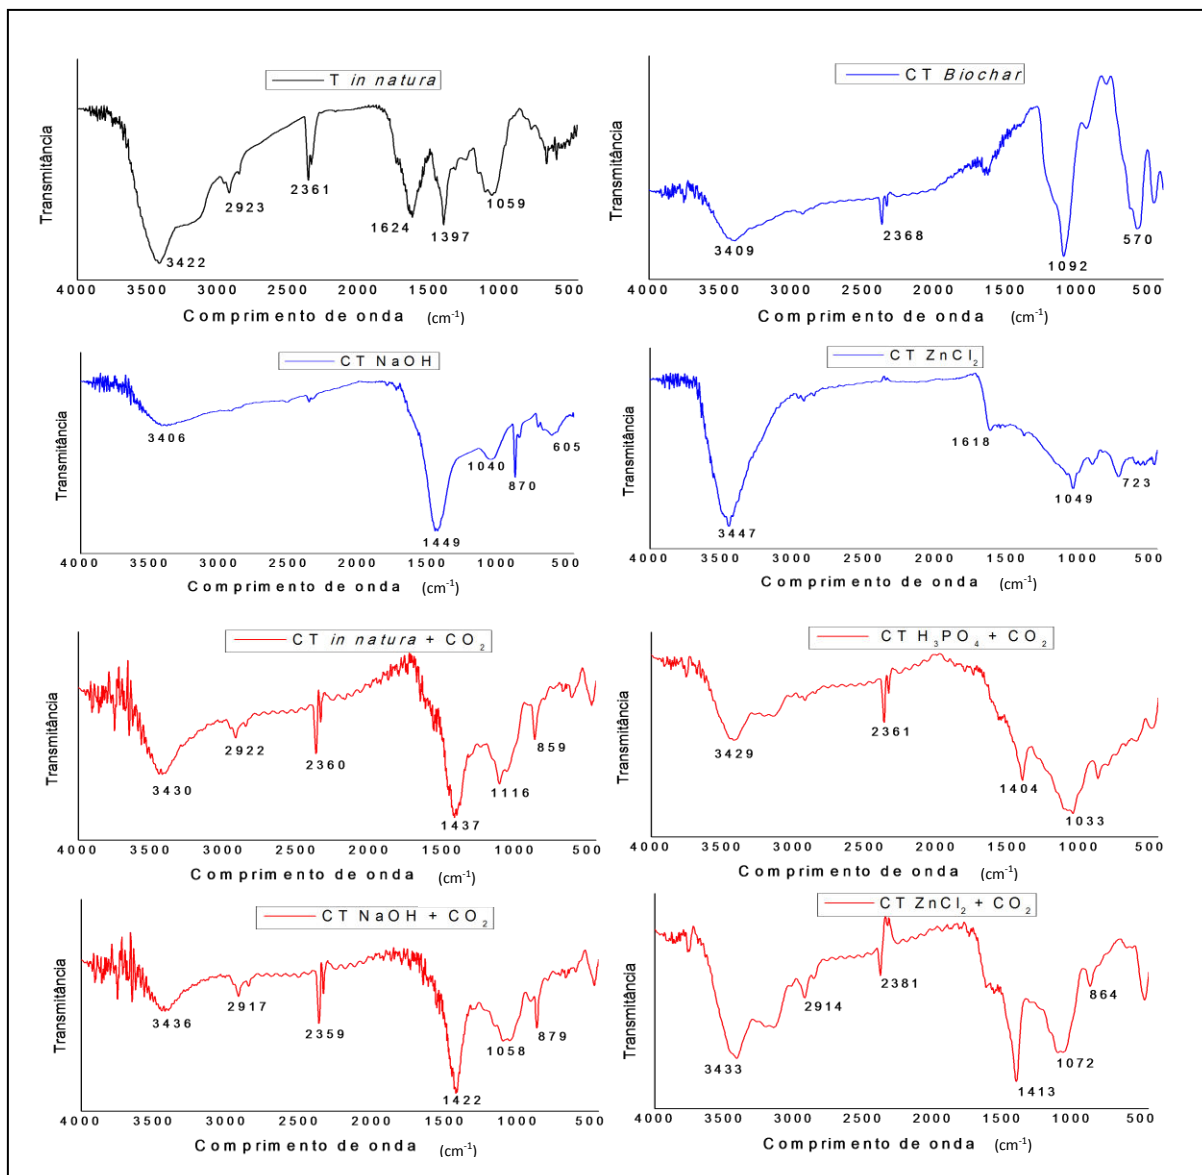 T in natura
Transmitância
2923
2361
1624
1397
1059
3422
4000 3500 3000 2500 2000 1500 1000 500
Comprimento de onda (cm⁻¹)
CT Biochar
Transmitância
3409
2368
1092
570
4000 3500 3000 2500 2000 1500 1000 500
Comprimento de onda (cm⁻¹)
CT NaOH
Transmitância
3406
1449
1040
870
605
4000 3500 3000 2500 2000 1500 1000 500
Comprimento de onda (cm⁻¹)
CT ZnCl₂
Transmitância
3447
1618
1049
723
4000 3500 3000 2500 2000 1500 1000 500
Comprimento de onda (cm⁻¹)
CT in natura + CO₂
Transmitância
3430
2922
2360
1437
1116
859
4000 3500 3000 2500 2000 1500 1000 500
Comprimento de onda (cm⁻¹)
CT H₃PO₄ + CO₂
Transmitância
3429
2361
1404
1033
4000 3500 3000 2500 2000 1500 1000 500
Comprimento de onda (cm⁻¹)
CT NaOH + CO₂
Transmitância
3436
2917
2359
1422
1058
879
4000 3500 3000 2500 2000 1500 1000 500
Comprimento de onda (cm⁻¹)
CT ZnCl₂ + CO₂
Transmitância
3433
2914
2381
1413
1072
864
4000 3500 3000 2500 2000 1500 1000 500
Comprimento de onda (cm⁻¹)